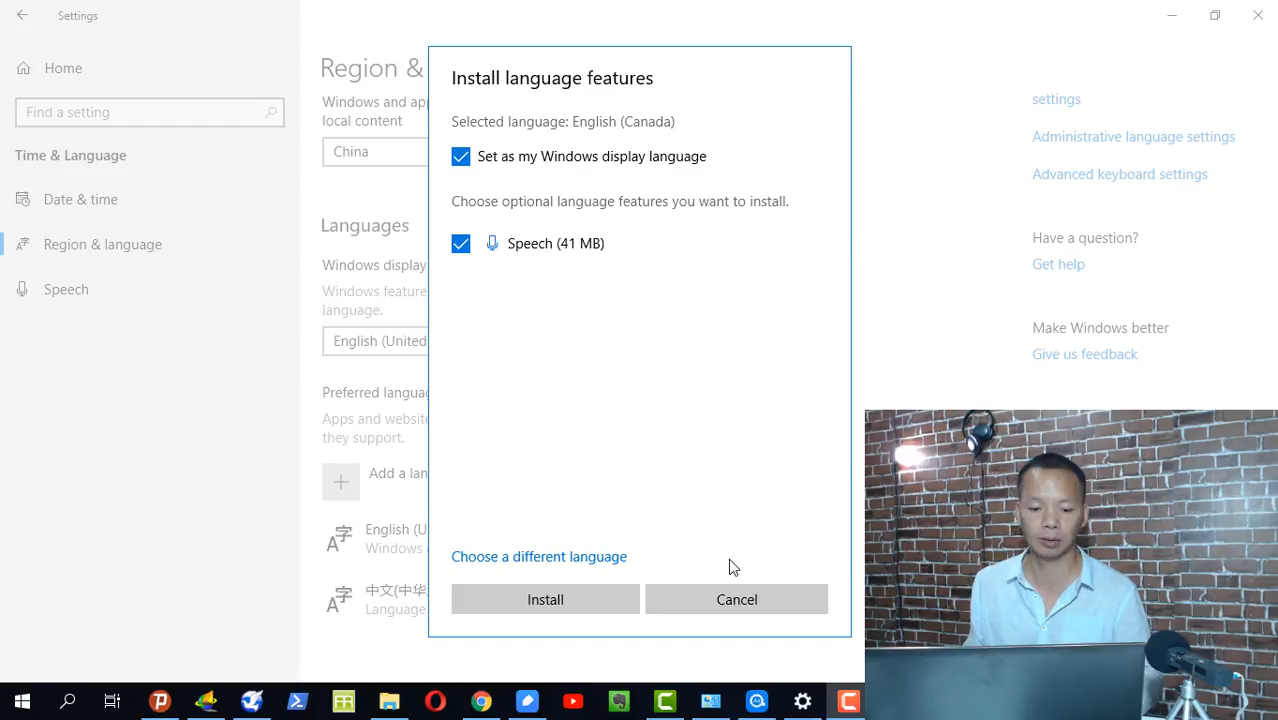 Settings
Home
Find a setting
Time & Language
Date & time
Region & language
Speech
Region &
Windows and app
local content
China
Languages
Windows display
Windows feature
language.
English (United
Preferred languag
Apps and website
they support.
Add a lan
English (U
Windows
中文(中华
Language
Install language features
Selected language: English (Canada)
Set as my Windows display language
Choose optional language features you want to install.
Speech (41 MB)
Choose a different language
Install
Cancel
settings
Administrative language settings
Advanced keyboard settings
Have a question?
Get help
Make Windows better
Give us feedback